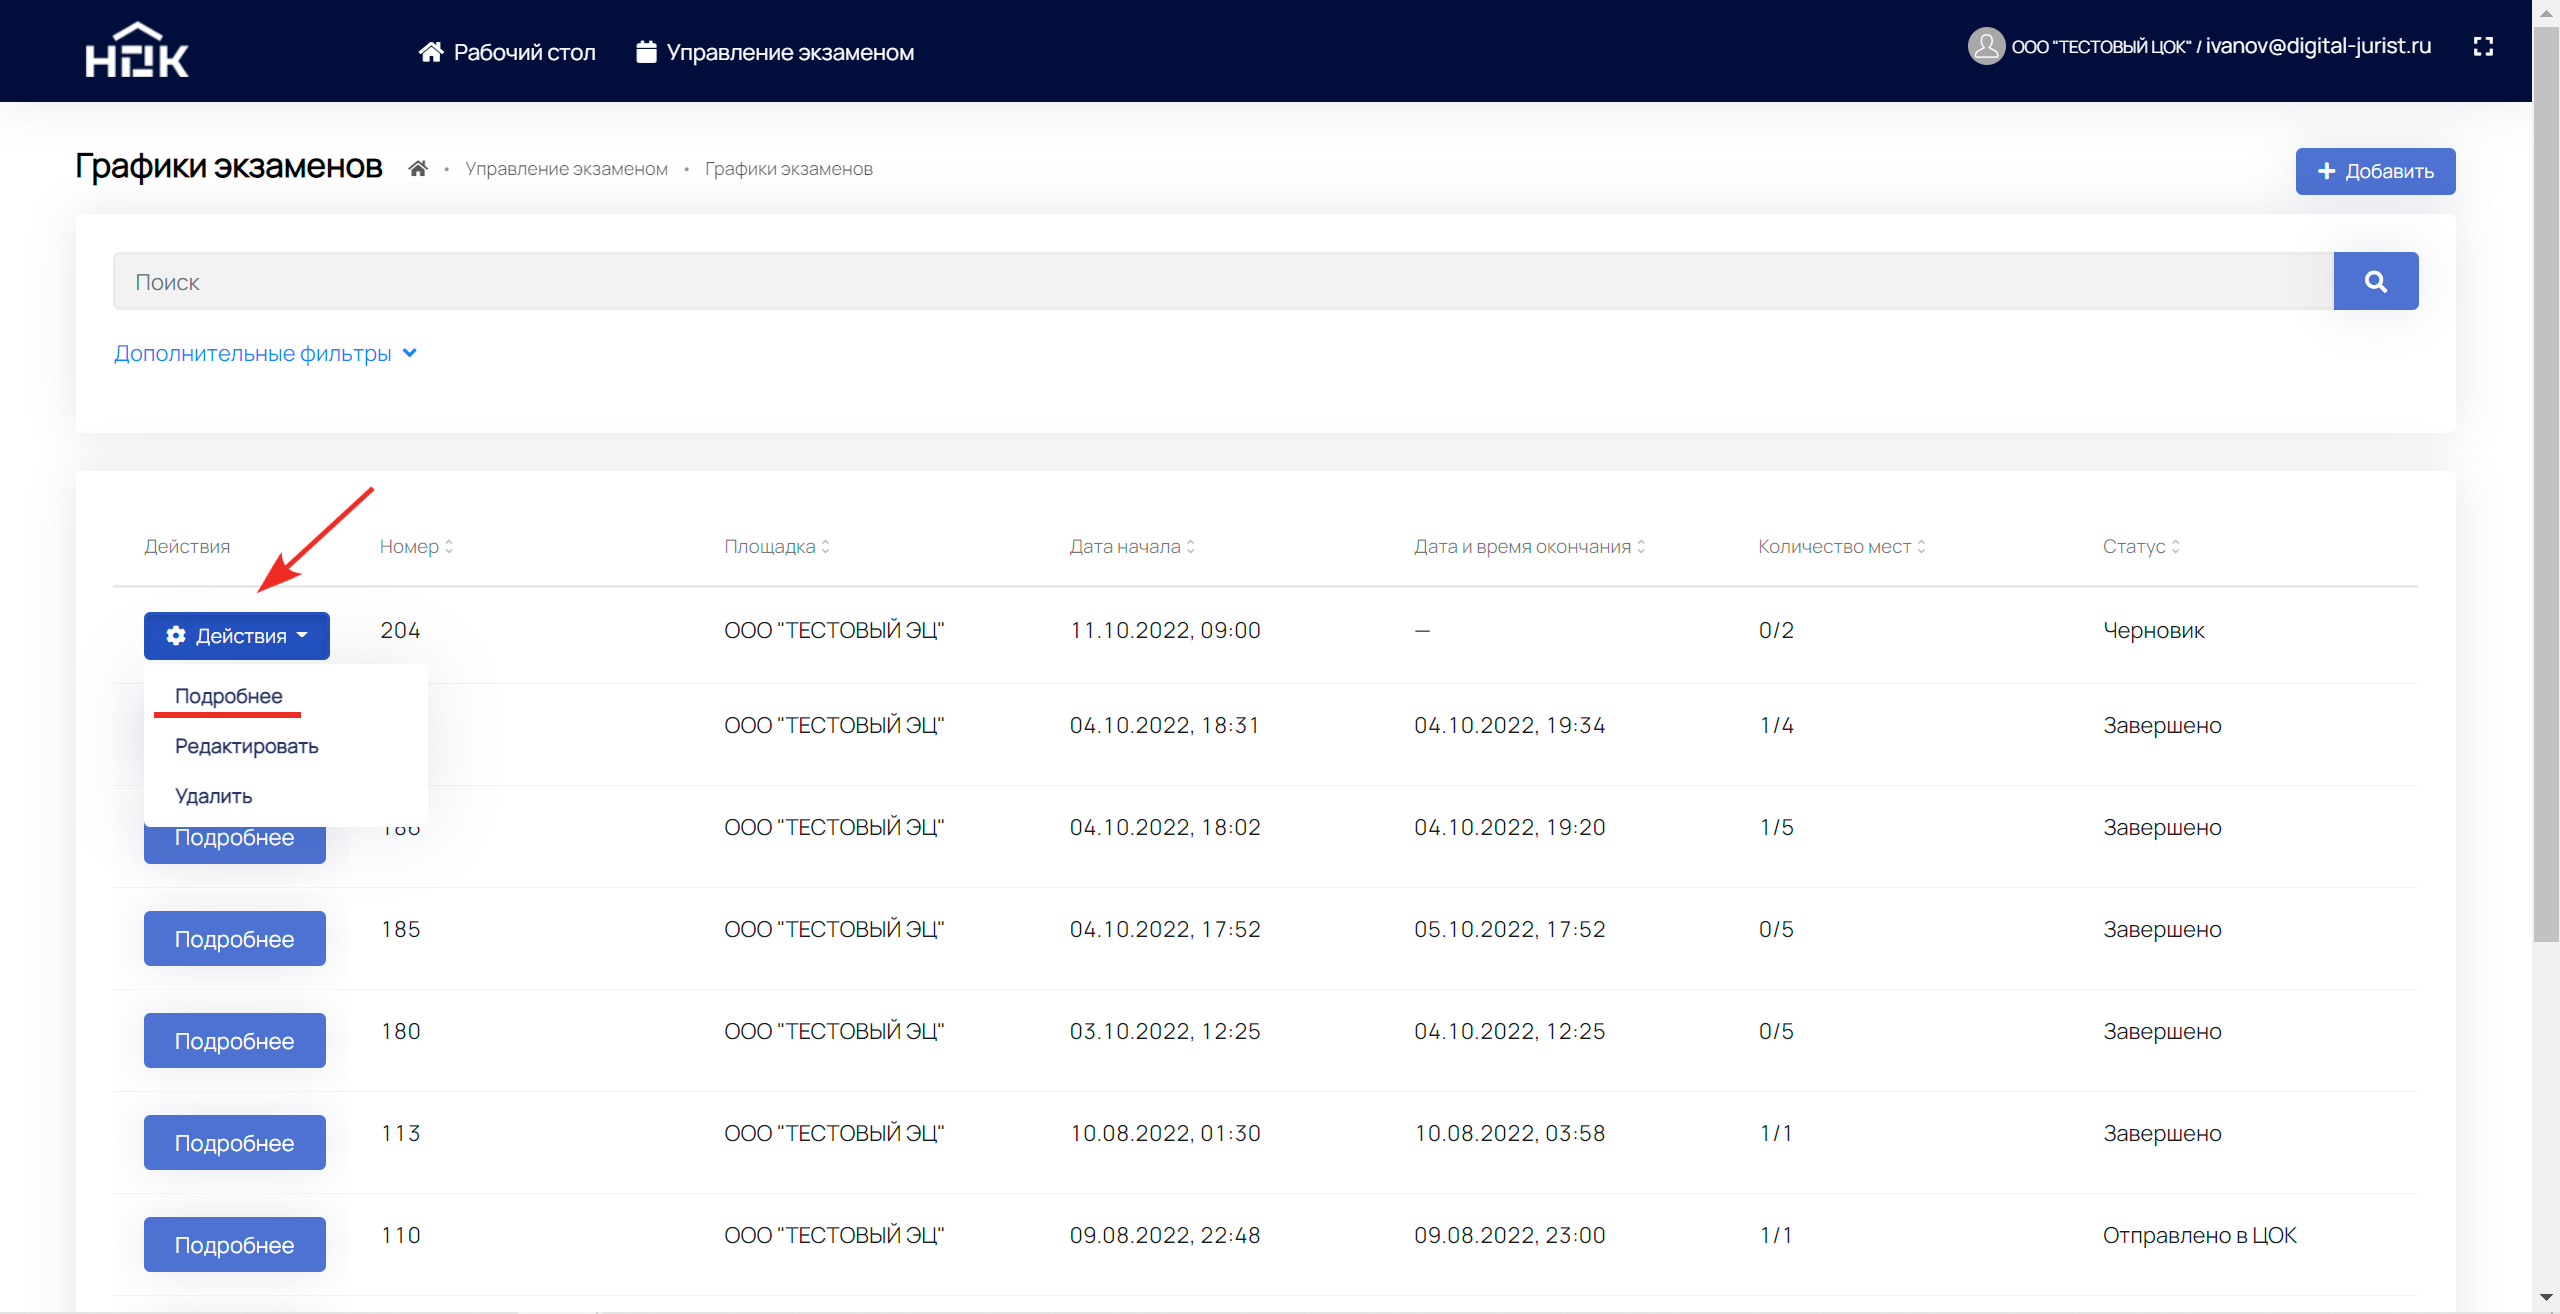 НОК
Рабочий стол
Управление экзаменом
ООО "ТЕСТОВЫЙ ЦОК" / ivanov@digital-jurist.ru
Графики экзаменов
Управление экзаменом • Графики экзаменов
Добавить
Поиск
Дополнительные фильтры
Действия Номер Площадка Дата начала Дата и время окончания Количество мест Статус
Действия 204 ООО "ТЕСТОВЫЙ ЭЦ" 11.10.2022, 09:00 — 0/2 Черновик
Подробнее
Редактировать
Удалить
ООО "ТЕСТОВЫЙ ЭЦ" 04.10.2022, 18:31 04.10.2022, 19:34 1/4 Завершено
Подробнее 186 ООО "ТЕСТОВЫЙ ЭЦ" 04.10.2022, 18:02 04.10.2022, 19:20 1/5 Завершено
Подробнее 185 ООО "ТЕСТОВЫЙ ЭЦ" 04.10.2022, 17:52 05.10.2022, 17:52 0/5 Завершено
Подробнее 180 ООО "ТЕСТОВЫЙ ЭЦ" 03.10.2022, 12:25 04.10.2022, 12:25 0/5 Завершено
Подробнее 113 ООО "ТЕСТОВЫЙ ЭЦ" 10.08.2022, 01:30 10.08.2022, 03:58 1/1 Завершено
Подробнее 110 ООО "ТЕСТОВЫЙ ЭЦ" 09.08.2022, 22:48 09.08.2022, 23:00 1/1 Отправлено в ЦОК